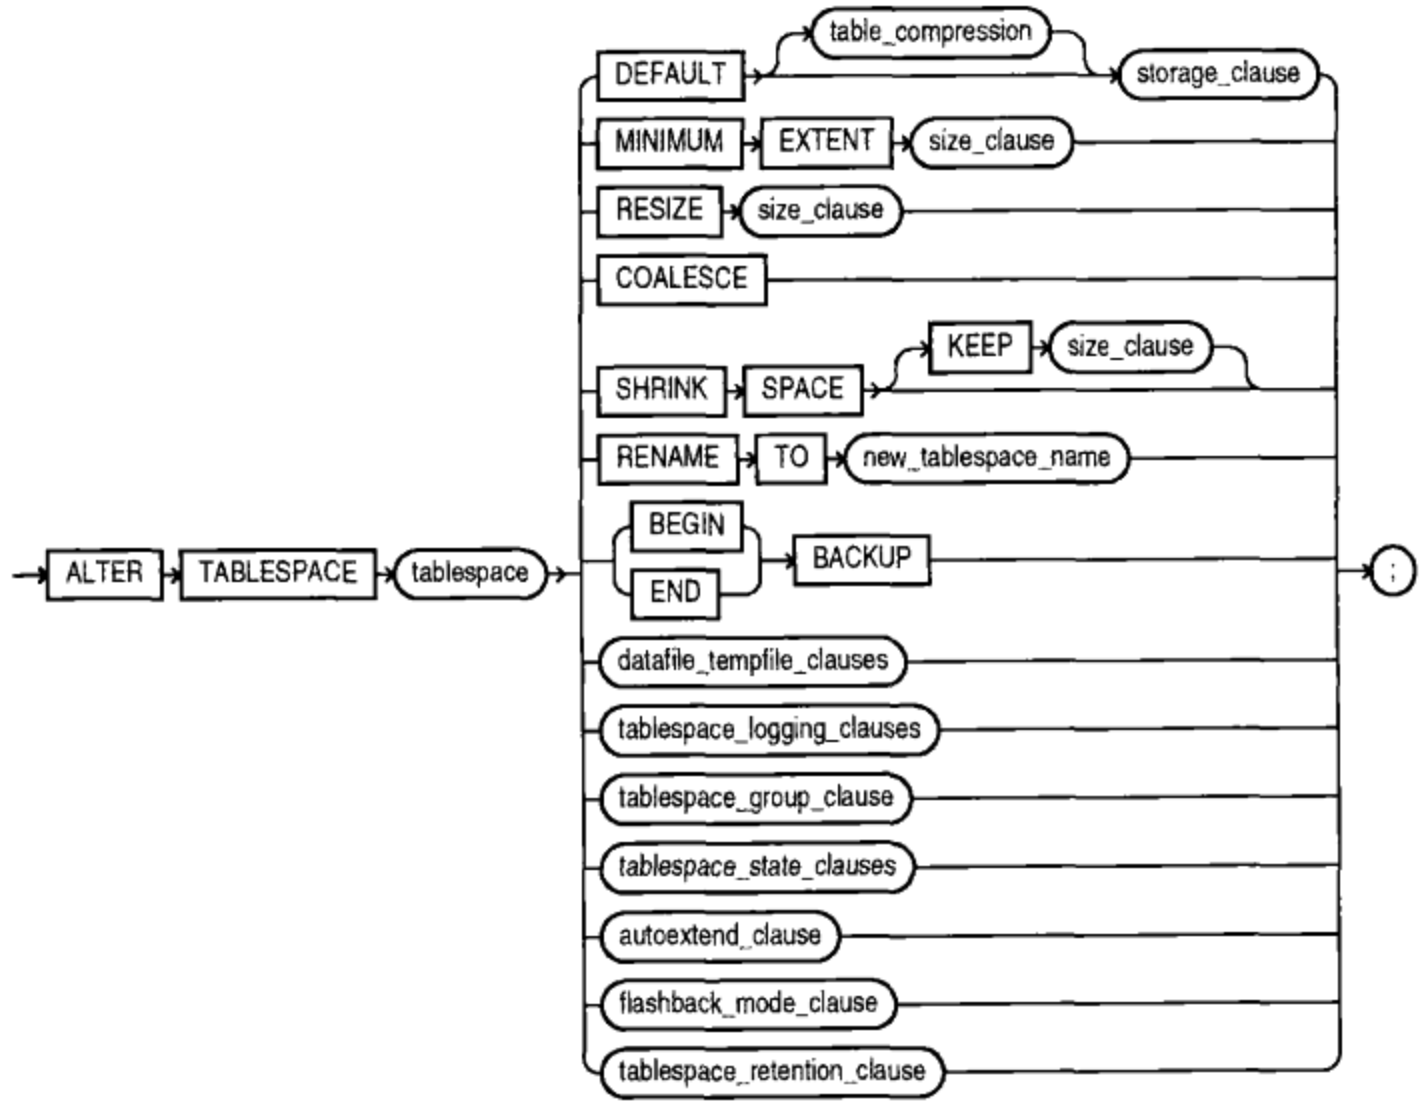 table_compression
DEFAULT storage_clause
MINIMUM EXTENT size_clause
RESIZE size_clause
COALESCE
KEEP size_clause
SHRINK SPACE
RENAME TO new_tablespace_name
BEGIN
BACKUP
ALTER TABLESPACE tablespace ;
END
datafile_tempfile_clauses
tablespace_logging_clauses
tablespace_group_clause
tablespace_state_clauses
autoextend_clause
flashback_mode_clause
tablespace_retention_clause